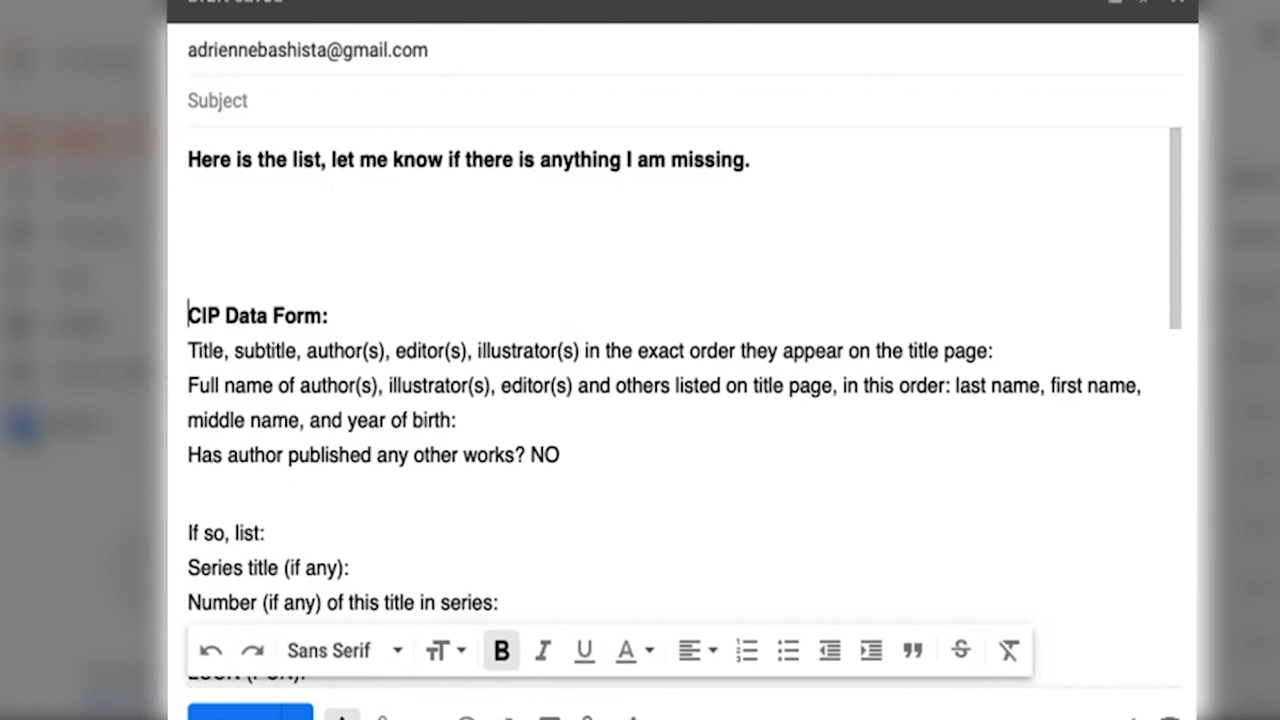 Draft saved
adriennebashista@gmail.com
Subject
Here is the list, let me know if there is anything I am missing.
CIP Data Form:
Title, subtitle, author(s), editor(s), illustrator(s) in the exact order they appear on the title page:
Full name of author(s), illustrator(s), editor(s) and others listed on title page, in this order: last name, first name,
middle name, and year of birth:
Has author published any other works? NO
If so, list:
Series title (if any):
Number (if any) of this title in series:
Sans Serif